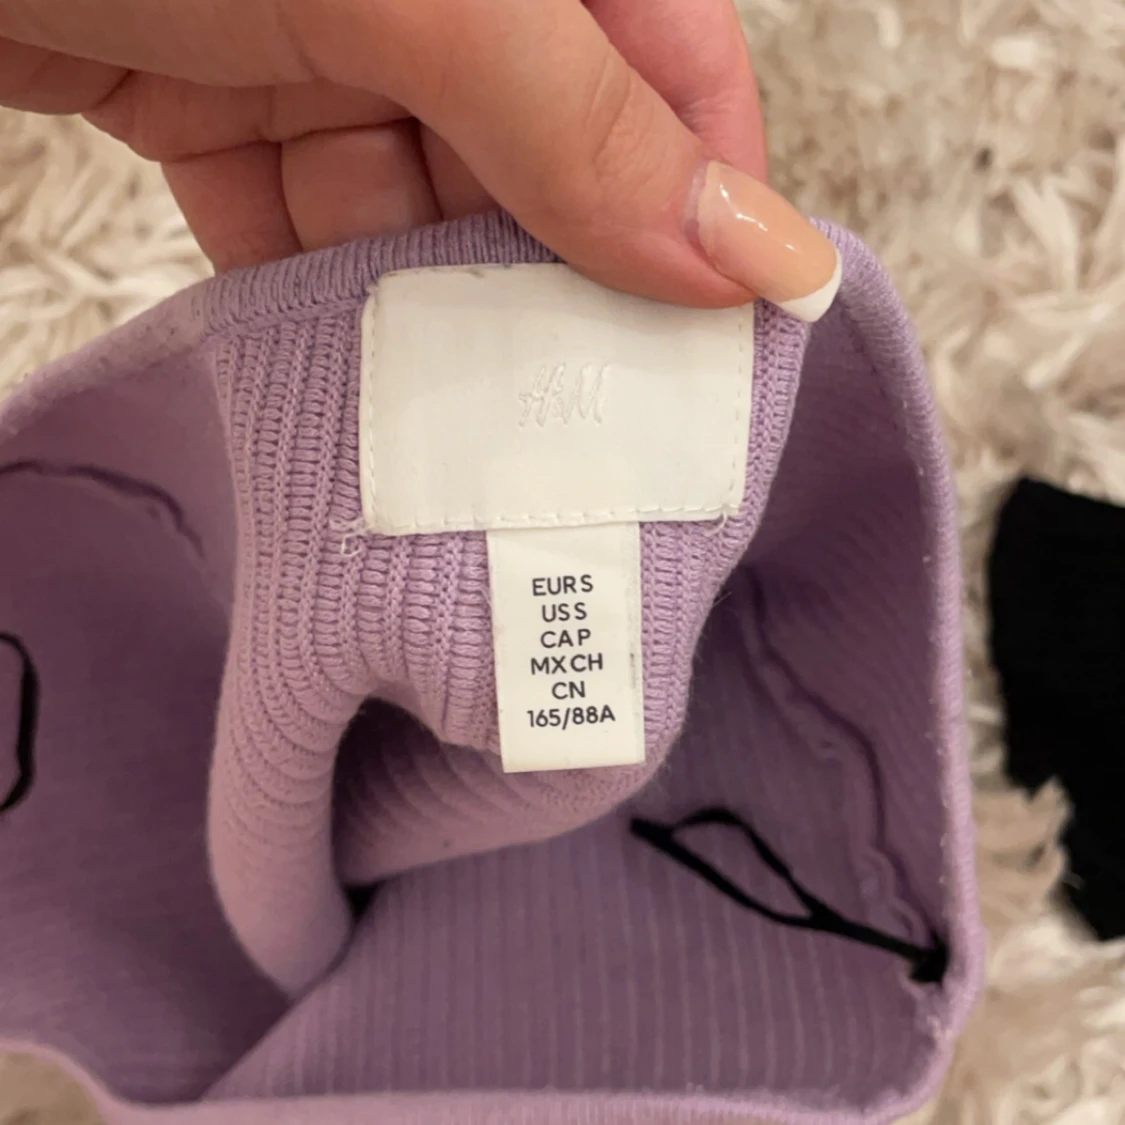 H&M
EUR S
US S
CA P
MX CH
CN
165/88A